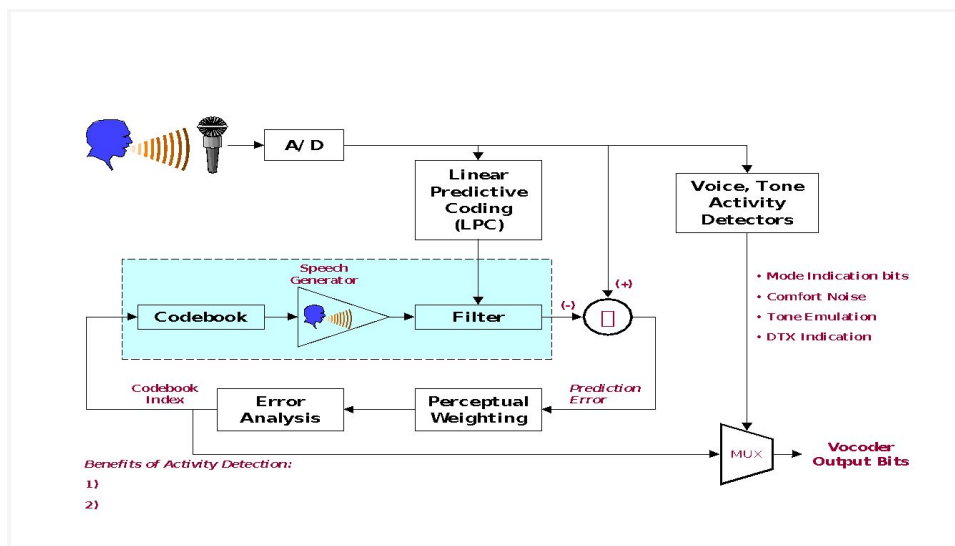 A/ D
Linear
Predictive
Coding
(LPC)
Voice, Tone
Activity
Detectors
Speech
Generator
(+)
(-)
Codebook
Filter
• Mode Indication bits
• Comfort Noise
• Tone Emulation
• DTX Indication
Codebook
Index
Error
Analysis
Perceptual
Weighting
Prediction
Error
MUX
Vocoder
Output Bits
Benefits of Activity Detection:
1)
2)